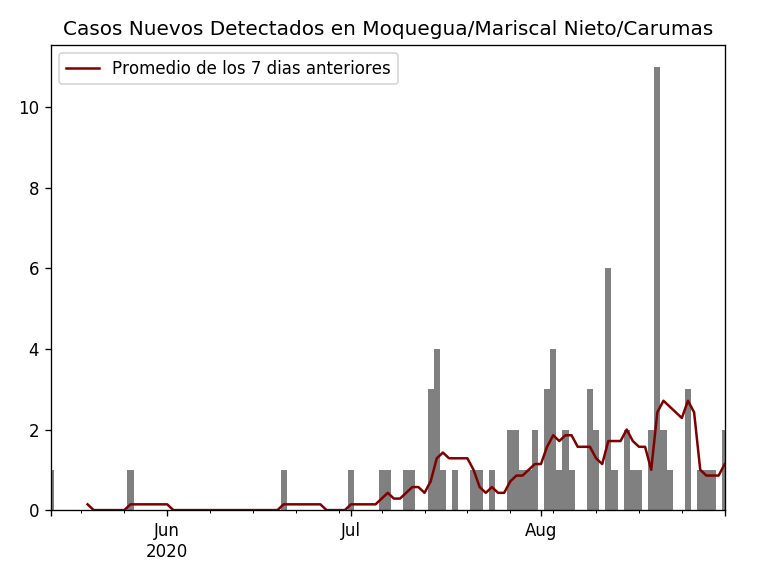 Casos Nuevos Detectados en Moquegua/Mariscal Nieto/Carumas
Promedio de los 7 dias anteriores
10
8
6
4
2
0
Jun
2020
Jul
Aug